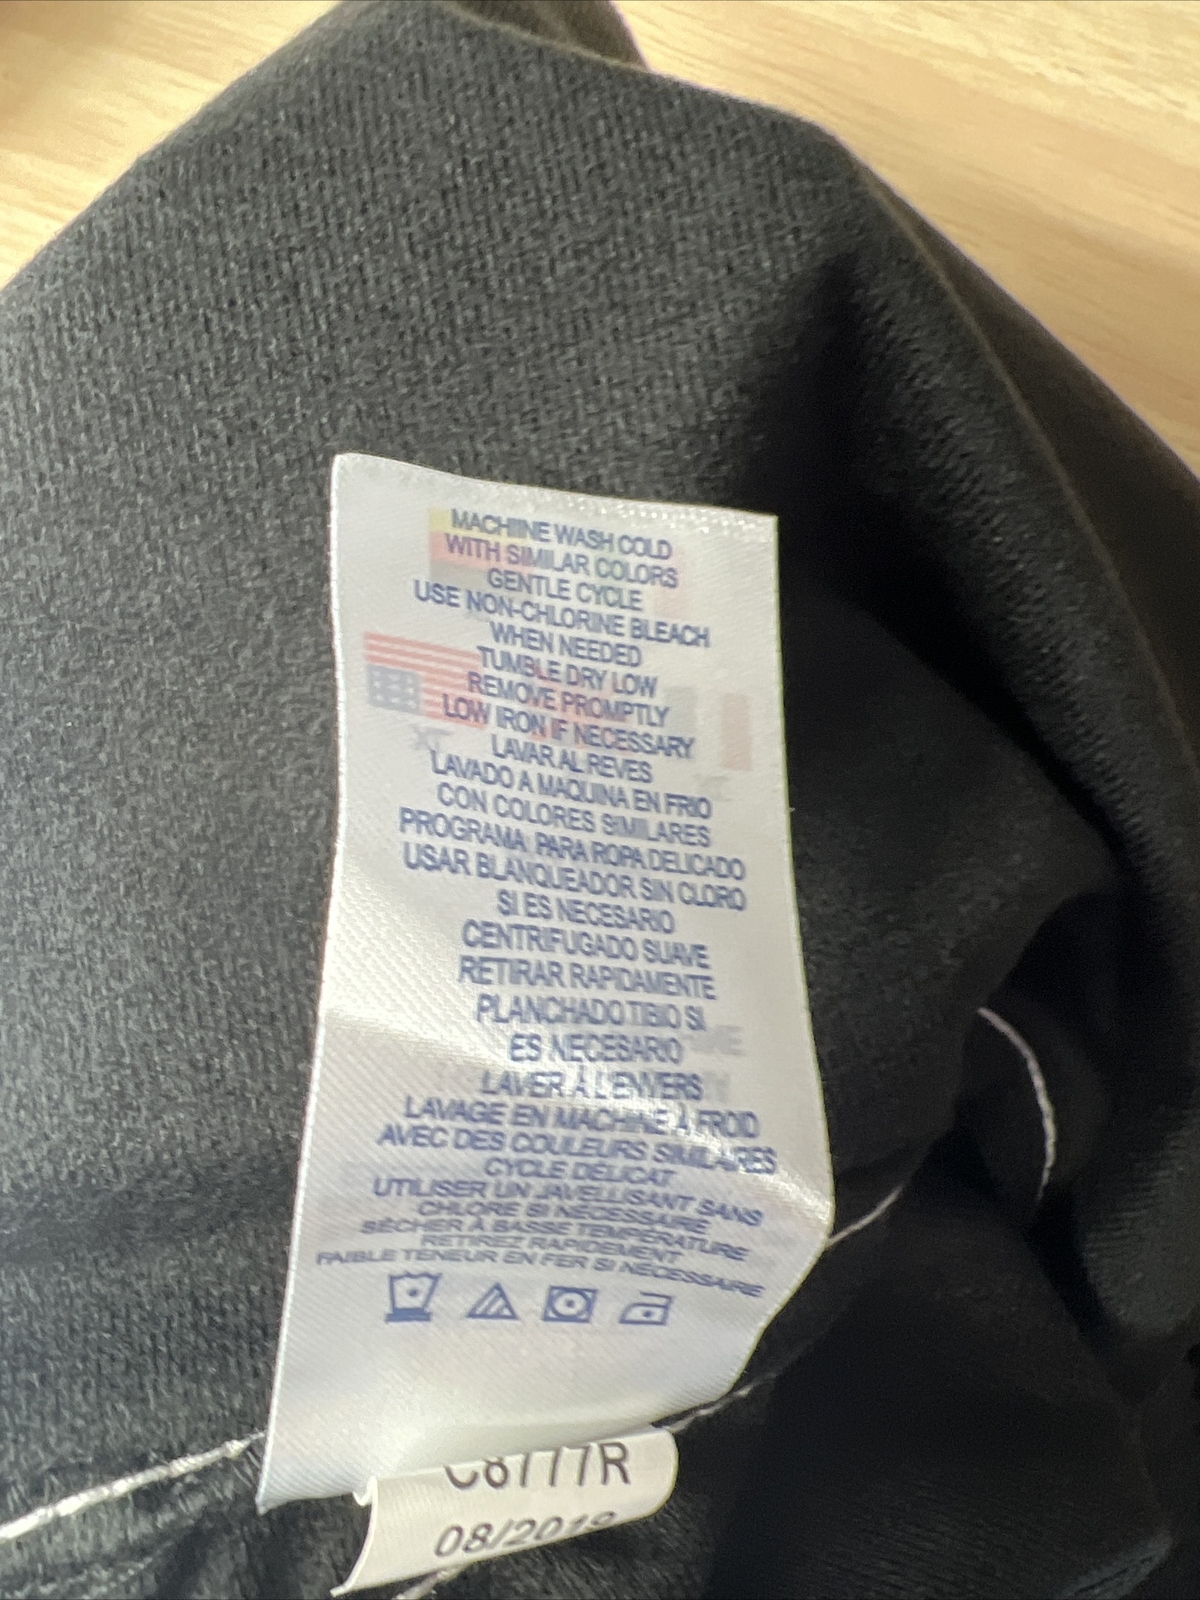 MACHIINE WASH COLD
WITH SIMILAR COLORS
GENTLE CYCLE
USE NON-CHLORINE BLEACH
WHEN NEEDED
TUMBLE DRY LOW
REMOVE PROMPTLY
LOW IRON IF NECESSARY
LAVAR AL REVES
LAVADO A MAQUINA EN FRIO
CON COLORES SIMILARES
PROGRAMA PARA ROPA DELICADO
USAR BLANQUEADOR SIN CLORO
SI ES NECESARIO
CENTRIFUGADO SUAVE
RETIRAR RAPIDAMENTE
PLANCHADO TIBIO SI
ES NECESARIO
LAVER À L'ENVERS
LAVAGE EN MACHINE À FROID
AVEC DES COULEURS SIMILAIRES
CYCLE DÉLICAT
UTILISER UN JAVELLISANT SANS
CHLORE SI NÉCESSAIRE
SÉCHER À BASSE TEMPÉRATURE
RETIREZ RAPIDEMENT
FAIBLE TENEUR EN FER SI NÉCESSAIRE
C8777R
08/2019